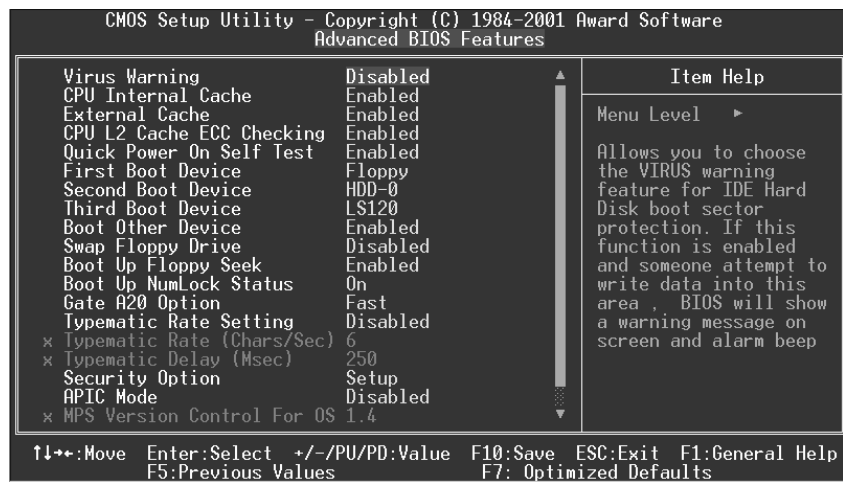 CMOS Setup Utility – Copyright (C) 1984-2001 Award Software
Advanced BIOS Features
Virus Warning Disabled
CPU Internal Cache Enabled
External Cache Enabled
CPU L2 Cache ECC Checking Enabled
Quick Power On Self Test Enabled
First Boot Device Floppy
Second Boot Device HDD-0
Third Boot Device LS120
Boot Other Device Enabled
Swap Floppy Drive Disabled
Boot Up Floppy Seek Enabled
Boot Up NumLock Status On
Gate A20 Option Fast
Typematic Rate Setting Disabled
x Typematic Rate (Chars/Sec) 6
x Typematic Delay (Msec) 250
Security Option Setup
APIC Mode Disabled
x MPS Version Control For OS 1.4
Item Help
Menu Level ►
Allows you to choose
the VIRUS warning
feature for IDE Hard
Disk boot sector
protection. If this
function is enabled
and someone attempt to
write data into this
area , BIOS will show
a warning message on
screen and alarm beep
↑↓→←:Move Enter:Select +/-/PU/PD:Value F10:Save ESC:Exit F1:General Help
F5:Previous Values F7: Optimized Defaults